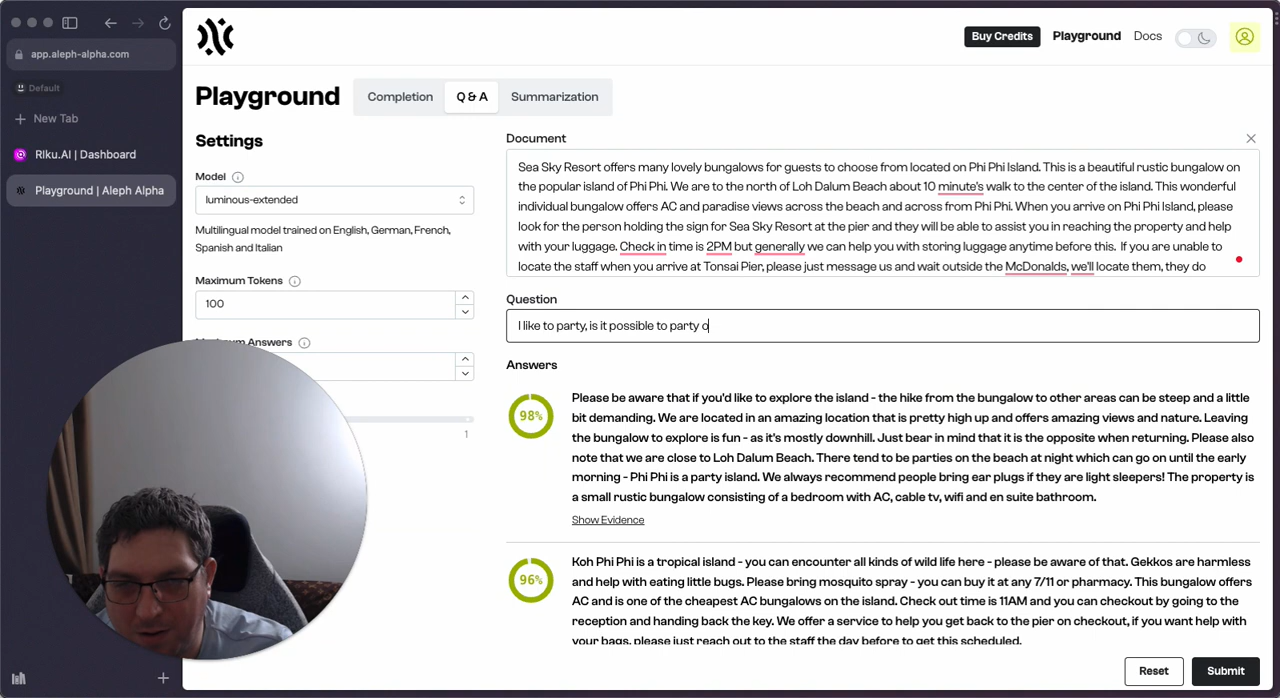 app.aleph-alpha.com
Default
New Tab
RIku.AI | Dashboard
Playground | Aleph Alpha
Buy Credits
Playground
Docs
Playground
Completion
Q & A
Summarization
Settings
Model
luminous-extended
Multilingual model trained on English, German, French,
Spanish and Italian
Maximum Tokens
100
Answers
1
Document
Sea Sky Resort offers many lovely bungalows for guests to choose from located on Phi Phi Island. This is a beautiful rustic bungalow on
the popular island of Phi Phi. We are to the north of Loh Dalum Beach about 10 minute's walk to the center of the island. This wonderful
individual bungalow offers AC and paradise views across the beach and across from Phi Phi. When you arrive on Phi Phi Island, please
look for the person holding the sign for Sea Sky Resort at the pier and they will be able to assist you in reaching the property and help
with your luggage. Check in time is 2PM but generally we can help you with storing luggage anytime before this. If you are unable to
locate the staff when you arrive at Tonsai Pier, please just message us and wait outside the McDonalds, we'll locate them, they do
Question
I like to party, is it possible to party o
Answers
98%
Please be aware that if you'd like to explore the island - the hike from the bungalow to other areas can be steep and a little
bit demanding. We are located in an amazing location that is pretty high up and offers amazing views and nature. Leaving
the bungalow to explore is fun - as it's mostly downhill. Just bear in mind that it is the opposite when returning. Please also
note that we are close to Loh Dalum Beach. There tend to be parties on the beach at night which can go on until the early
morning - Phi Phi is a party island. We always recommend people bring ear plugs if they are light sleepers! The property is
a small rustic bungalow consisting of a bedroom with AC, cable tv, wifi and en suite bathroom.
Show Evidence
96%
Koh Phi Phi is a tropical island - you can encounter all kinds of wild life here - please be aware of that. Gekkos are harmless
and help with eating little bugs. Please bring mosquito spray - you can buy it at any 7/11 or pharmacy. This bungalow offers
AC and is one of the cheapest AC bungalows on the island. Check out time is 11AM and you can checkout by going to the
reception and handing back the key. We offer a service to help you get back to the pier on checkout, if you want help with
your bags, please just reach out to the staff the day before to get this scheduled.
Reset
Submit